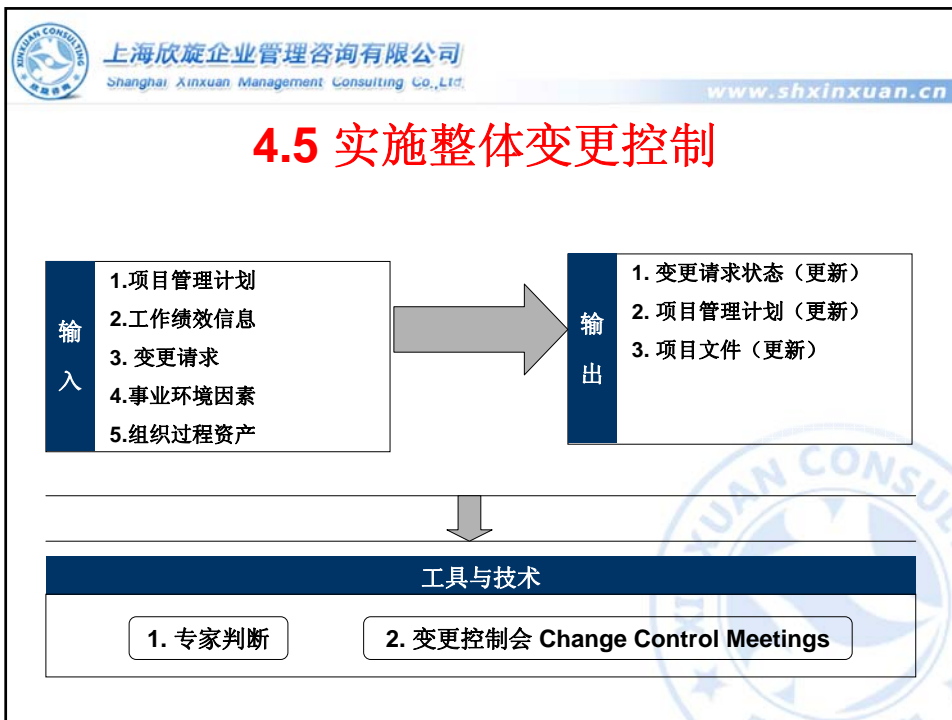 XINXUAN CONSULTING
欣旋咨询
上海欣旋企业管理咨询有限公司
Shanghai Xinxuan Management Consulting Co.,Ltd.
www.shxinxuan.cn
4.5 实施整体变更控制
输入
1.项目管理计划
2.工作绩效信息
3. 变更请求
4.事业环境因素
5.组织过程资产
输出
1. 变更请求状态（更新）
2. 项目管理计划（更新）
3. 项目文件（更新）
工具与技术
1. 专家判断
2. 变更控制会 Change Control Meetings